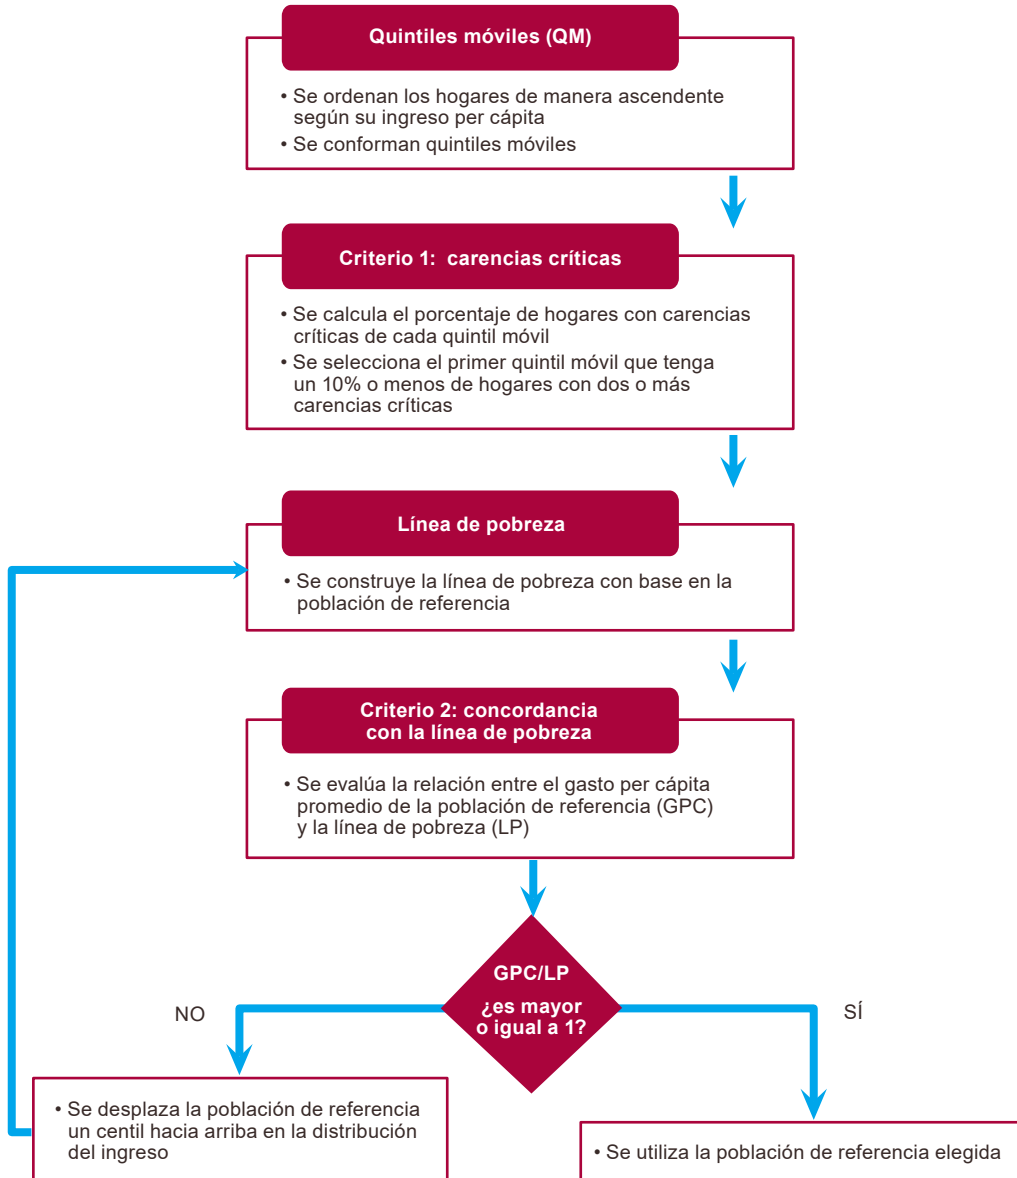 Quintiles móviles (QM)
• Se ordenan los hogares de manera ascendente
según su ingreso per cápita
• Se conforman quintiles móviles
Criterio 1:  carencias críticas
• Se calcula el porcentaje de hogares con carencias
críticas de cada quintil móvil
• Se selecciona el primer quintil móvil que tenga
un 10% o menos de hogares con dos o más
carencias críticas
Línea de pobreza
• Se construye la línea de pobreza con base en la
población de referencia
Criterio 2: concordancia
con la línea de pobreza
• Se evalúa la relación entre el gasto per cápita
promedio de la población de referencia (GPC)
y la línea de pobreza (LP)
GPC/LP
¿es mayor
o igual a 1?
NO
SÍ
• Se desplaza la población de referencia
un centil hacia arriba en la distribución
del ingreso
• Se utiliza la población de referencia elegida